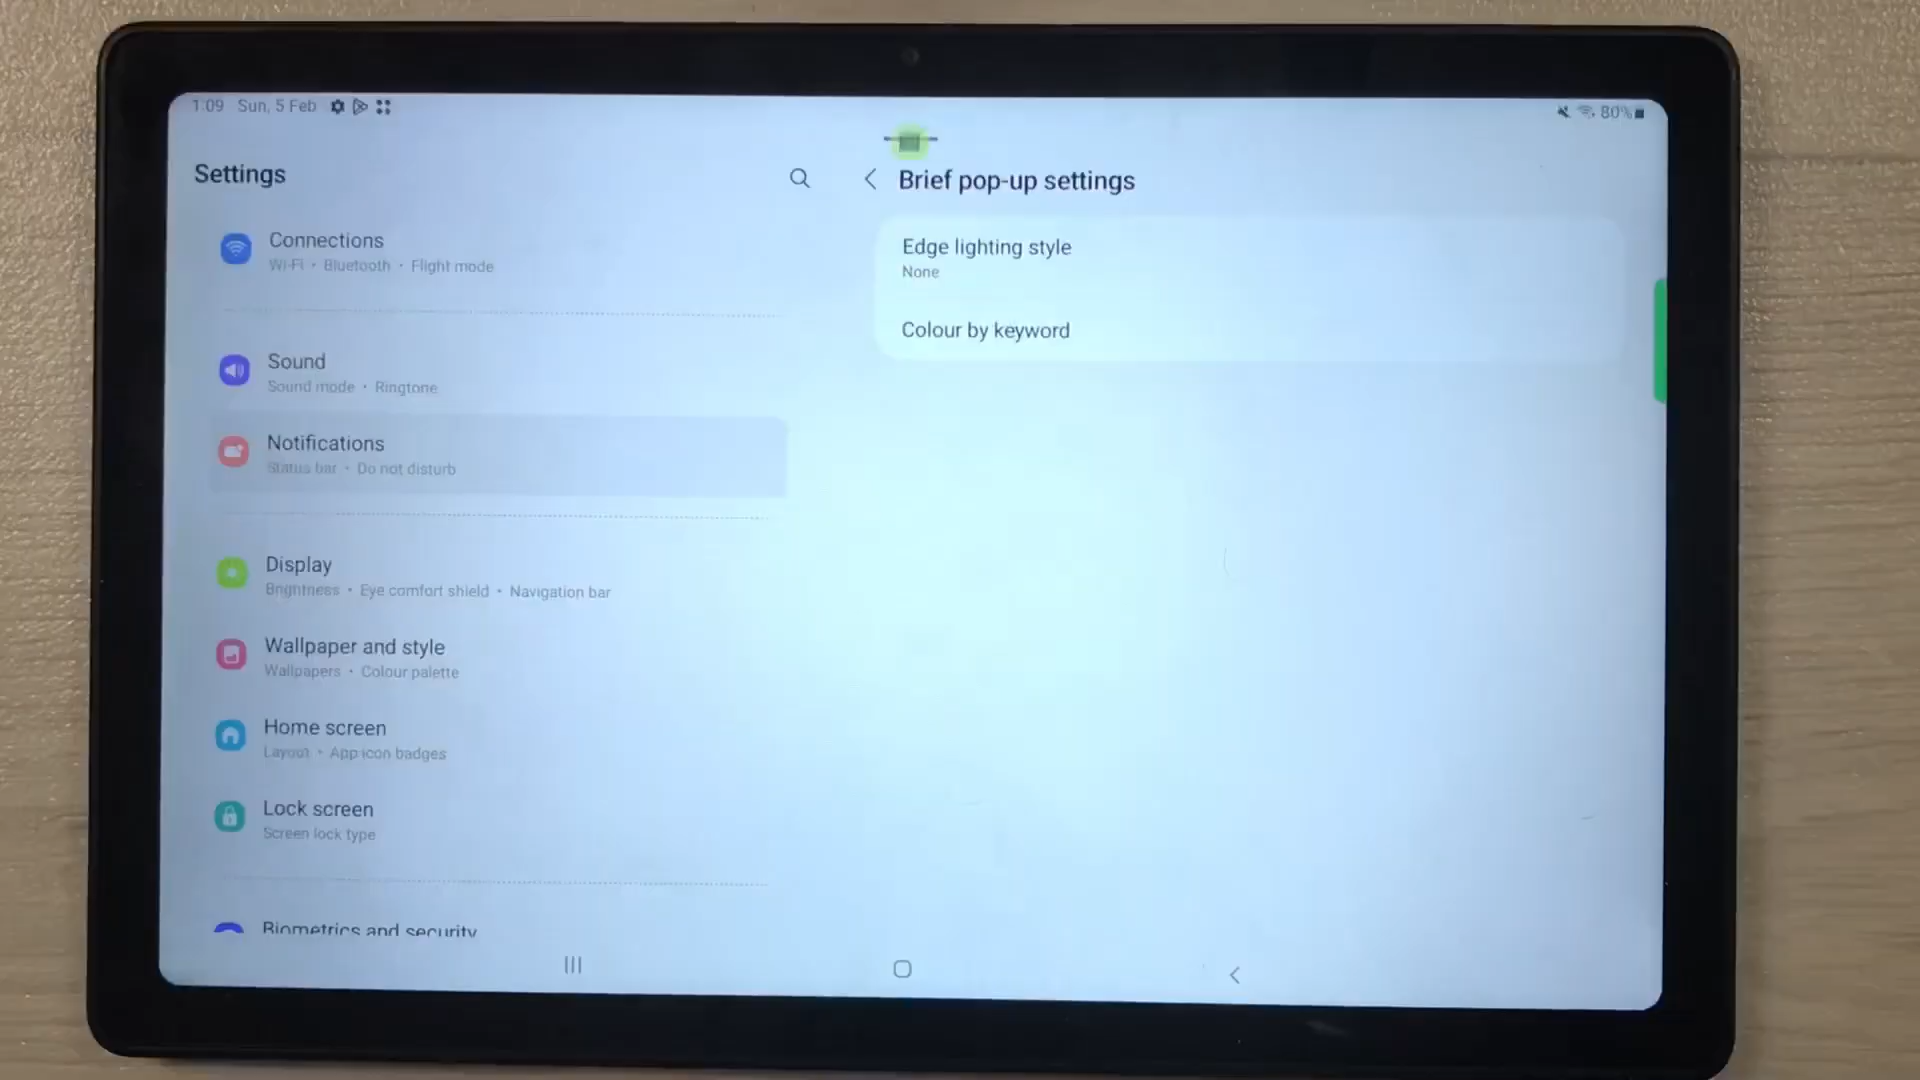 1:09 Sun, 5 Feb
80%
Settings
Connections
Wi-Fi • Bluetooth • Flight mode
Sound
Sound mode • Ringtone
Notifications
Status bar • Do not disturb
Display
Brightness • Eye comfort shield • Navigation bar
Wallpaper and style
Wallpapers • Colour palette
Home screen
Layout • App icon badges
Lock screen
Screen lock type
Biometrics and security
Brief pop-up settings
Edge lighting style
None
Colour by keyword